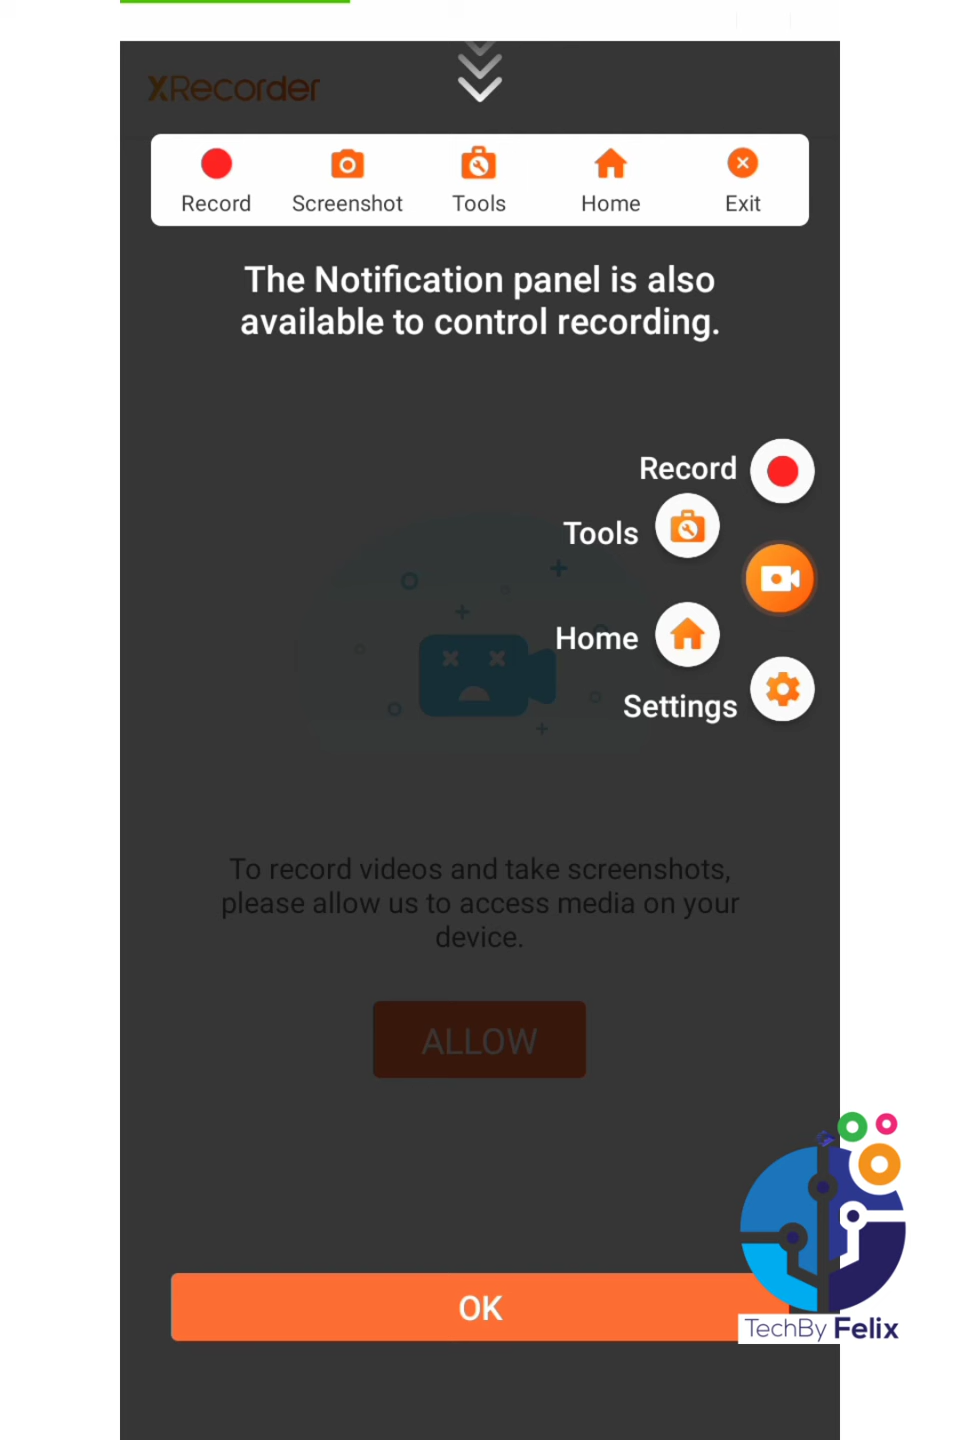 XRecorder
Record Screenshot Tools Home Exit
The Notification panel is also
available to control recording.
Record
Tools
Home
Settings
To record videos and take screenshots,
please allow us to access media on your
device.
ALLOW
OK
TechBy Felix